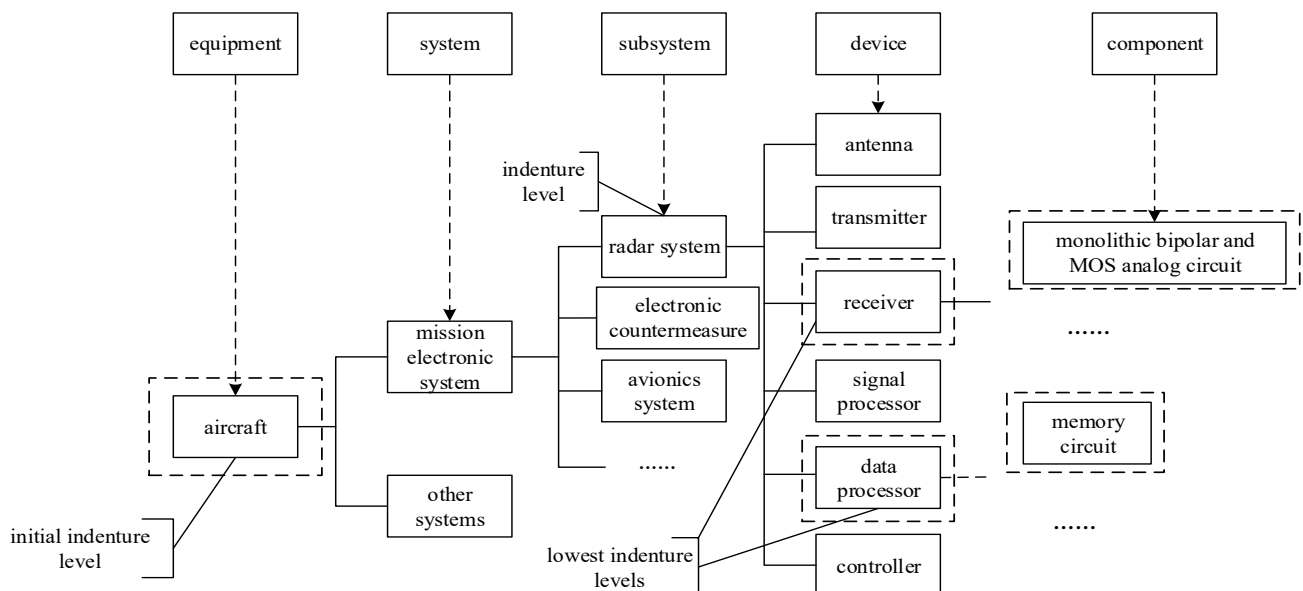 equipment
system
subsystem
device
component
antenna
indenture
level
transmitter
radar system
monolithic bipolar and
MOS analog circuit
receiver
electronic
countermeasure
......
mission
electronic
system
avionics
system
signal
processor
aircraft
memory
circuit
......
data
processor
other
systems
......
initial indenture
level
lowest indenture
levels
controller